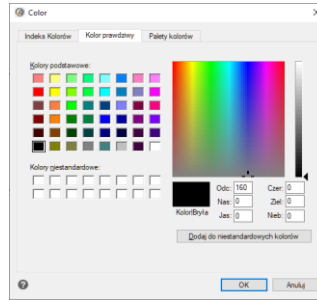 Color
Indeks Kolorów
Kolor prawdziwy
Palety kolorów
Kolory podstawowe:
Kolory niestandardowe:
Kolor|Bryła
Odc: 160
Nas: 0
Jas: 0
Czer: 0
Ziel: 0
Nieb: 0
Dodaj do niestandardowych kolorów
OK
Anuluj